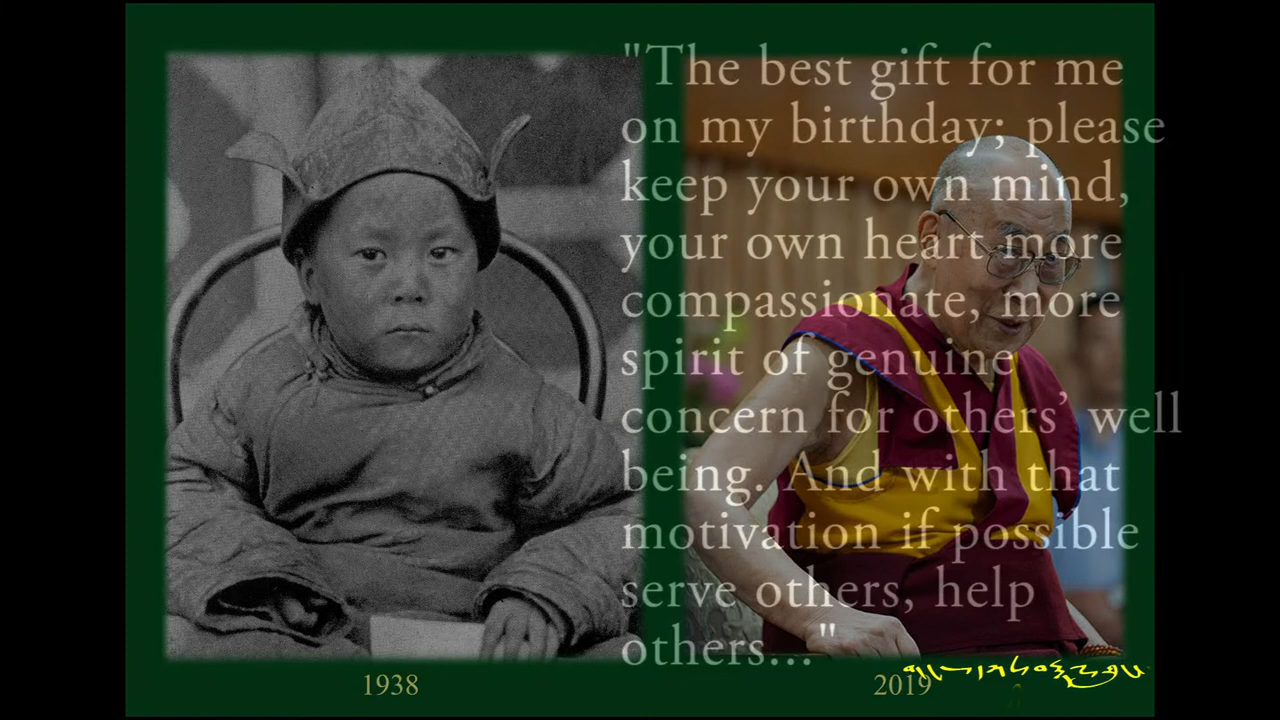 "The best gift for me
on my birthday; please
keep your own mind,
your own heart more
compassionate, more
spirit of genuine
concern for others’ well
being. And with that
motivation if possible
serve others, help
others..."
1938
2019